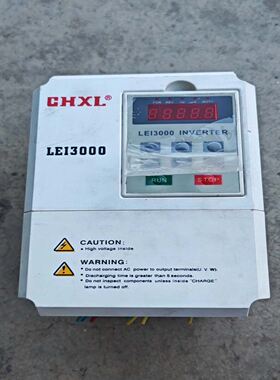 CHXL®
LEI3000
88888
LEI3000 INVERTER
RUN
STOP
CAUTION:
High voltage inside
WARNING:
Do not connect AC power to output terminals(U V W)
Discharging time is greater than 5 seconds.
Do not inspect components unless inside "CHARGE"
lamp is turned off.